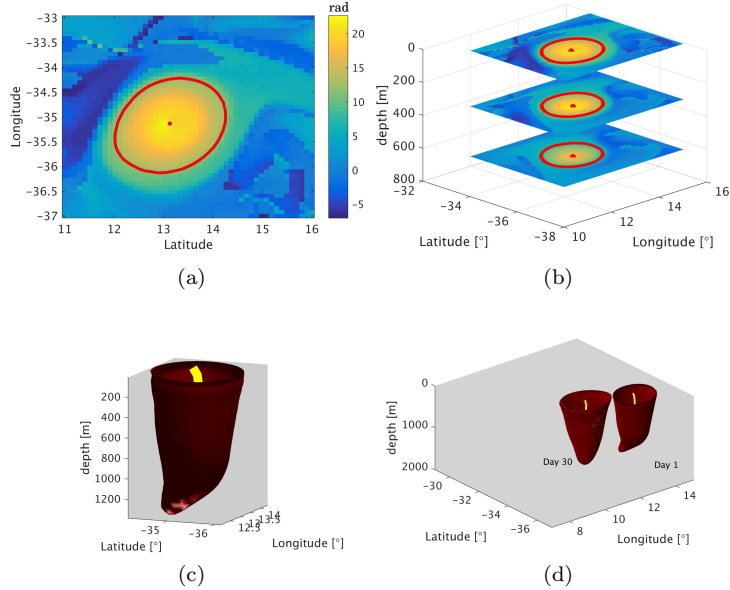 rad
-33
-33.5
-34
-34.5
-35
-35.5
-36
-36.5
-37
Longitude
11 12 13 14 15 16
Latitude
20
15
10
5
0
-5
(a)
0
200
400
600
800
depth [m]
-32
-34
-36
-38
Latitude [°]
10
12
14
16
Longitude [°]
(b)
200
400
600
800
1000
1200
depth [m]
-35
-36
Latitude [°]
12.5
13
13.5
14
Longitude [°]
(c)
0
1000
2000
depth [m]
-30
-32
-34
-36
Latitude [°]
8
10
12
14
Longitude [°]
Day 30
Day 1
(d)